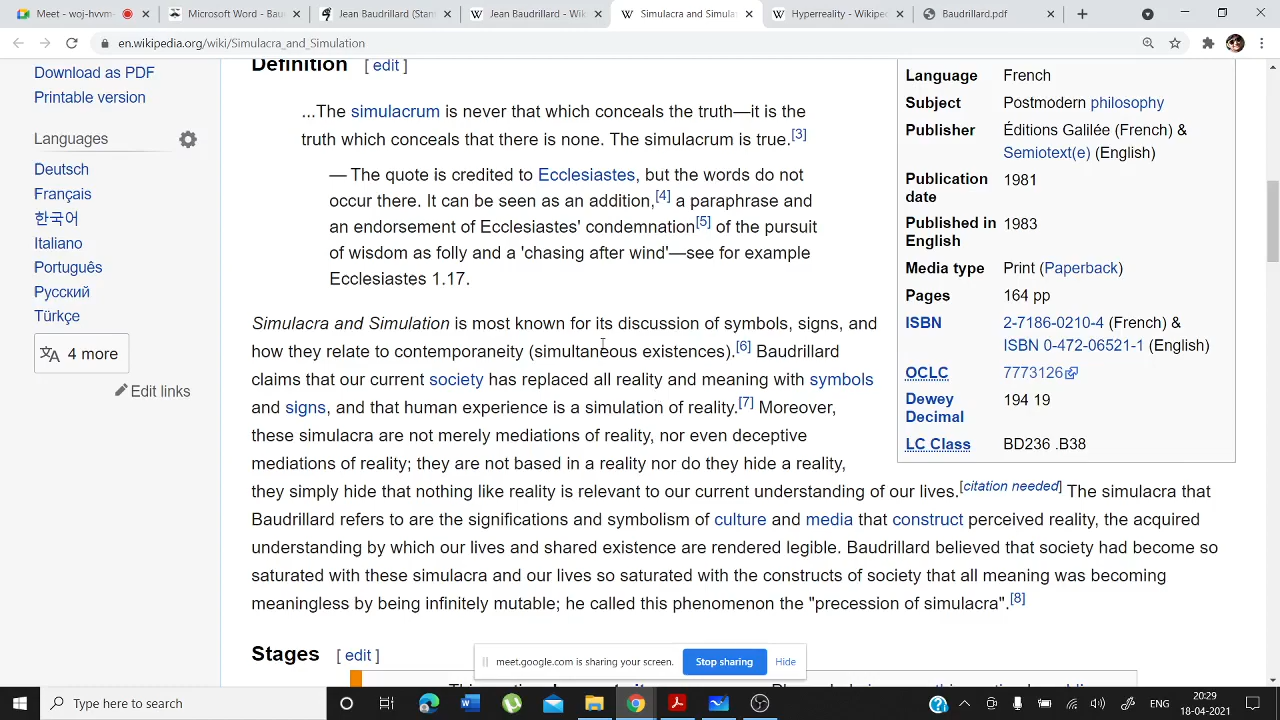 Meet - woj-hvwm-
Microsoft Word - Bau
Jean Baudrillard (Stan
Jean Baudrillard - Wik
Simulacra and Simula
Hyperreality - Wikipe
Baudrillard.pdf
en.wikipedia.org/wiki/Simulacra_and_Simulation
Download as PDF
Printable version
Languages
Deutsch
Français
한국어
Italiano
Português
Русский
Türkçe
4 more
Edit links
Definition [ edit ]
...The simulacrum is never that which conceals the truth—it is the
truth which conceals that there is none. The simulacrum is true.[3]
— The quote is credited to Ecclesiastes, but the words do not
occur there. It can be seen as an addition,[4] a paraphrase and
an endorsement of Ecclesiastes' condemnation[5] of the pursuit
of wisdom as folly and a 'chasing after wind'—see for example
Ecclesiastes 1.17.
Simulacra and Simulation is most known for its discussion of symbols, signs, and
how they relate to contemporaneity (simultaneous existences).[6] Baudrillard
claims that our current society has replaced all reality and meaning with symbols
and signs, and that human experience is a simulation of reality.[7] Moreover,
these simulacra are not merely mediations of reality, nor even deceptive
mediations of reality; they are not based in a reality nor do they hide a reality,
they simply hide that nothing like reality is relevant to our current understanding of our lives.[citation needed] The simulacra that
Baudrillard refers to are the significations and symbolism of culture and media that construct perceived reality, the acquired
understanding by which our lives and shared existence are rendered legible. Baudrillard believed that society had become so
saturated with these simulacra and our lives so saturated with the constructs of society that all meaning was becoming
meaningless by being infinitely mutable; he called this phenomenon the "precession of simulacra".[8]
Stages [ edit ]
Language French
Subject Postmodern philosophy
Publisher Éditions Galilée (French) &
Semiotext(e) (English)
Publication 1981
date
Published in 1983
English
Media type Print (Paperback)
Pages 164 pp
ISBN 2-7186-0210-4 (French) &
ISBN 0-472-06521-1 (English)
OCLC 7773126
Dewey 194 19
Decimal
LC Class BD236 .B38
meet.google.com is sharing your screen. Stop sharing Hide
Type here to search
ENG
20:29
18-04-2021